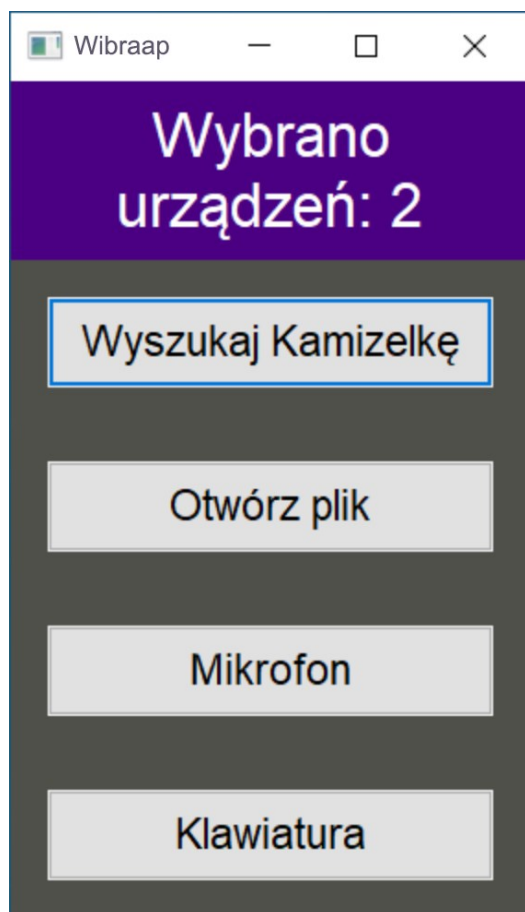 Wibraap
Wybrano
urządzeń: 2
Wyszukaj Kamizelkę
Otwórz plik
Mikrofon
Klawiatura